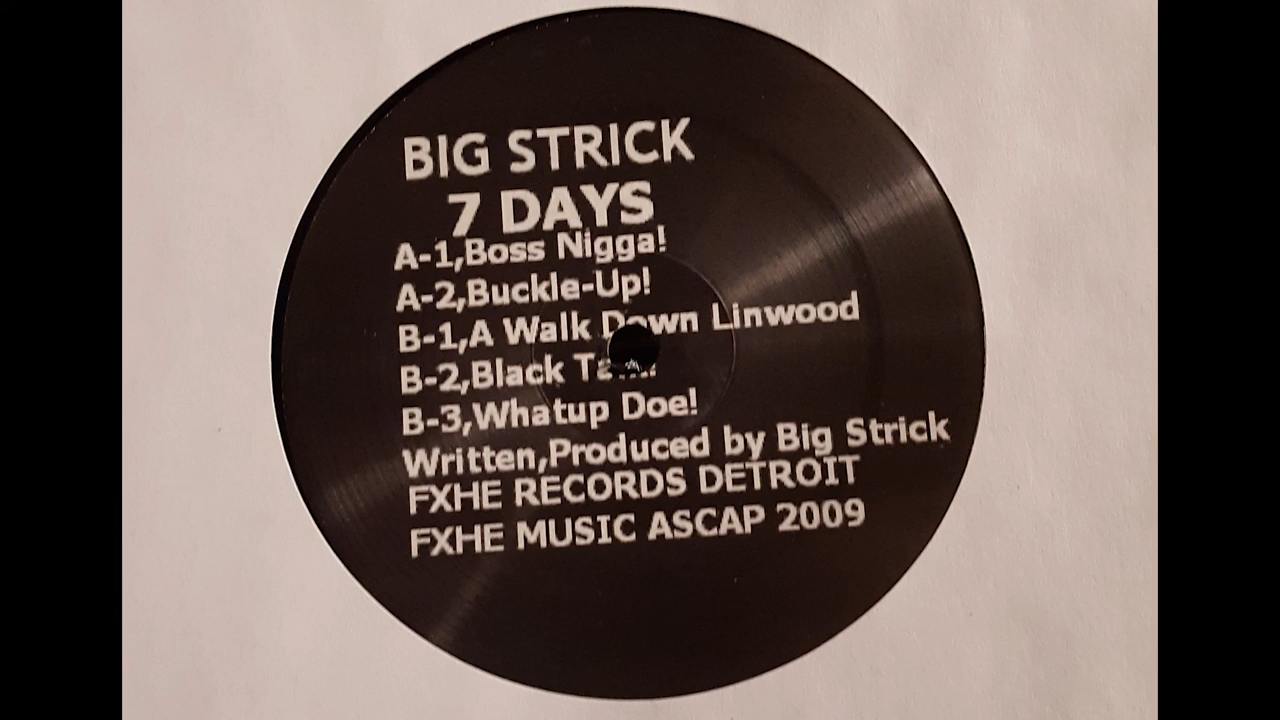 BIG STRICK
7 DAYS
A-1,Boss Nigga!
A-2,Buckle-Up!
B-1,A Walk Down Linwood
B-2,Black
B-3,Whatup Doe!
Written,Produced by Big Strick
FXHE RECORDS DETROIT
FXHE MUSIC ASCAP 2009